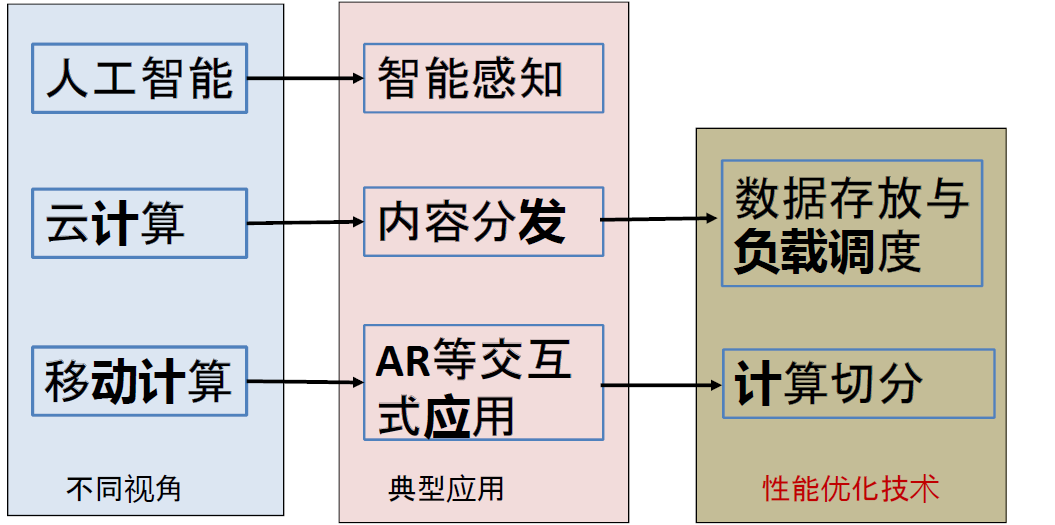 人工智能
云计算
移动计算
不同视角
智能感知
内容分发
AR等交互
式应用
典型应用
数据存放与
负载调度
计算切分
性能优化技术